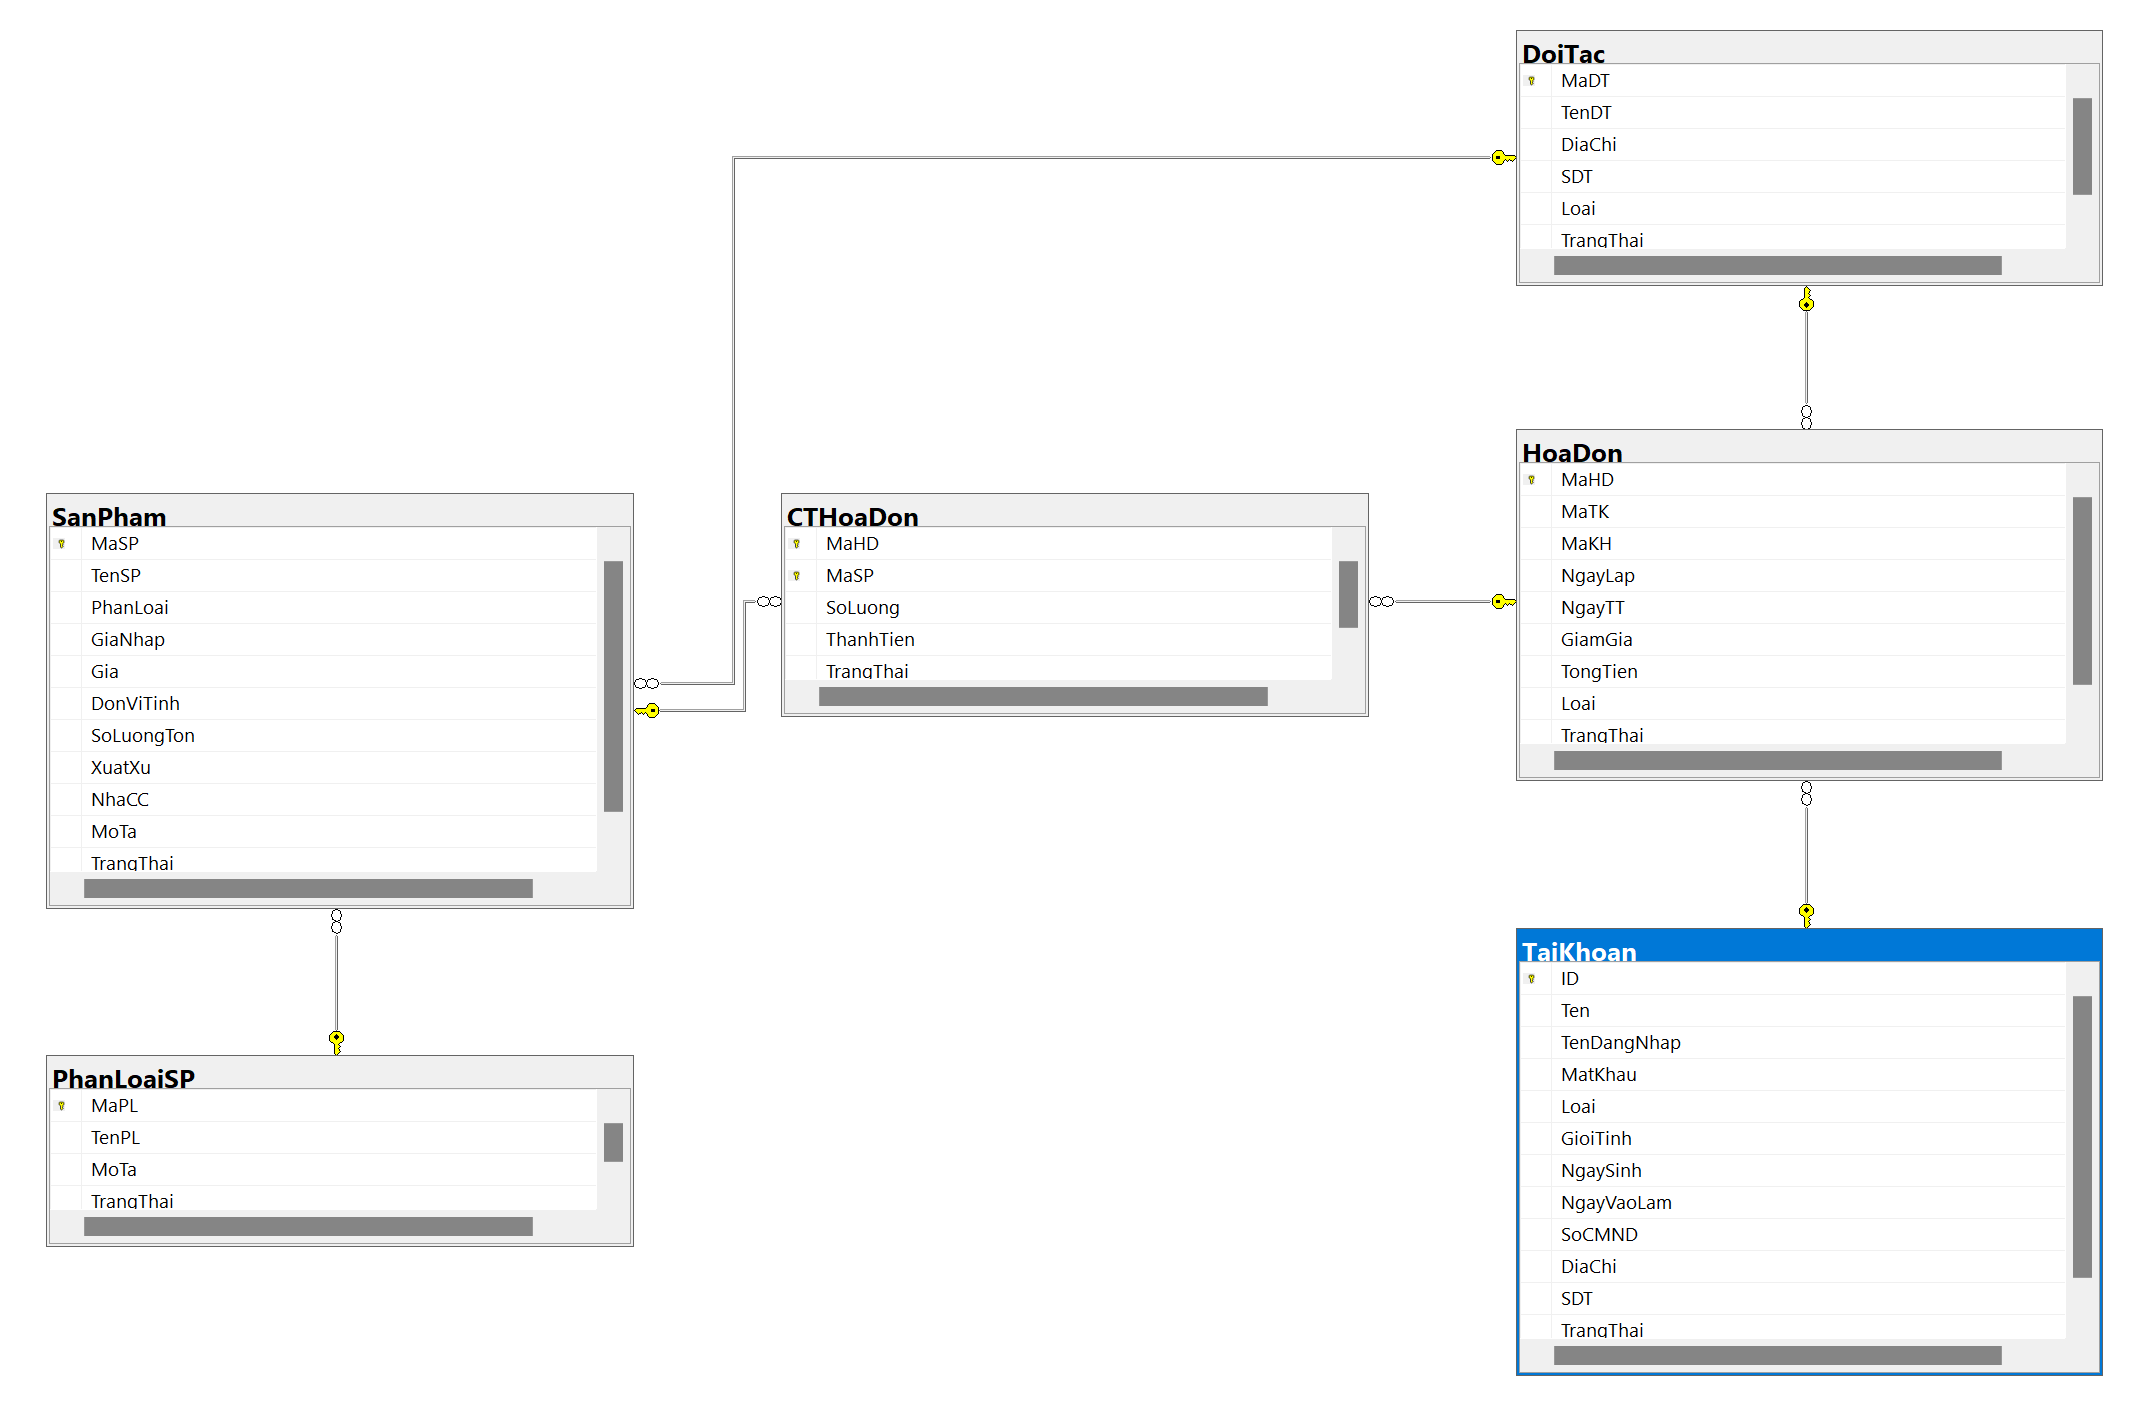 DoiTac
MaDT
TenDT
DiaChi
SDT
Loai
TrangThai
SanPham
MaSP
TenSP
PhanLoai
GiaNhap
Gia
DonViTinh
SoLuongTon
XuatXu
NhaCC
MoTa
TrangThai
CTHoaDon
MaHD
MaSP
SoLuong
ThanhTien
TrangThai
HoaDon
MaHD
MaTK
MaKH
NgayLap
NgayTT
GiamGia
TongTien
Loai
TrangThai
PhanLoaiSP
MaPL
TenPL
MoTa
TrangThai
TaiKhoan
ID
Ten
TenDangNhap
MatKhau
Loai
GioiTinh
NgaySinh
NgayVaoLam
SoCMND
DiaChi
SDT
TrangThai